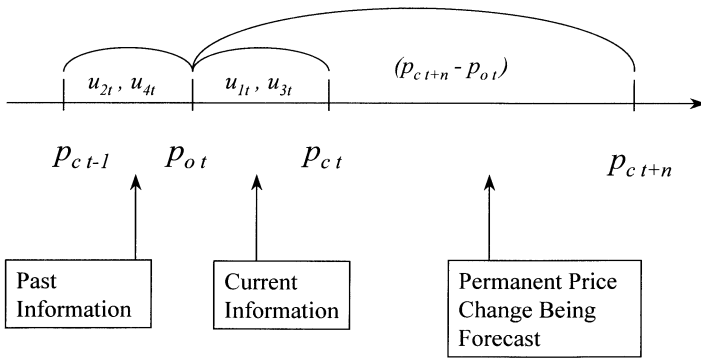 u2t , u4t
u1t , u3t
(pc t+n - po t)
pc t-1
po t
pc t
pc t+n
Past
Information
Current
Information
Permanent Price
Change Being
Forecast